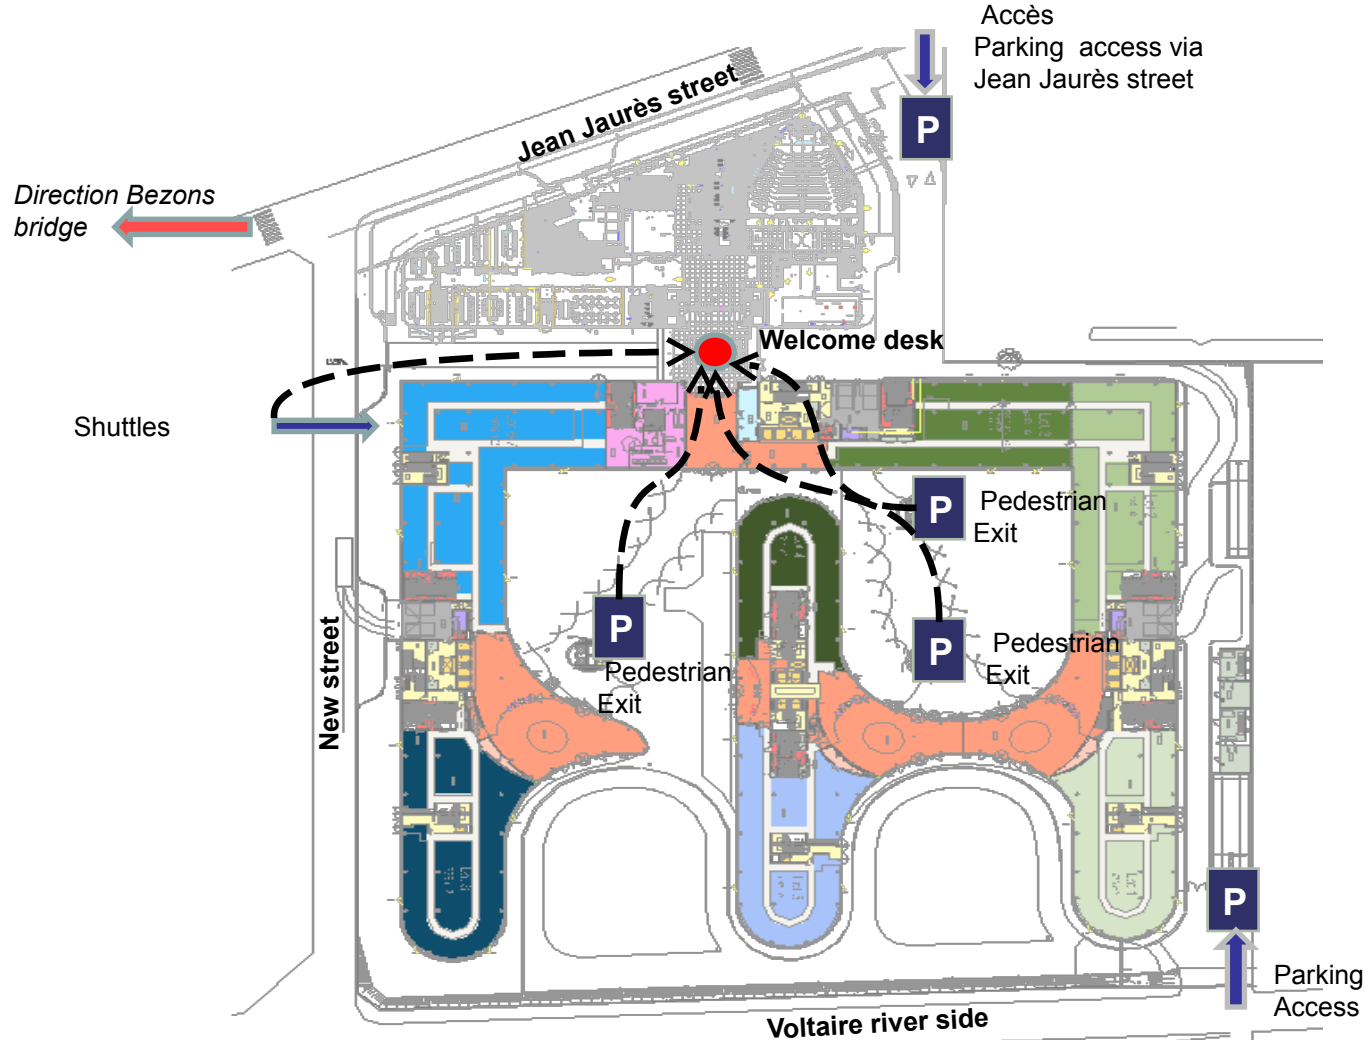 Accès
Parking access via
Jean Jaurès street
P
Jean Jaurès street
Direction Bezons
bridge
Welcome desk
Shuttles
P
Pedestrian
Exit
P
Pedestrian
Exit
P
Pedestrian
Exit
New street
P
Parking
Access
Voltaire river side